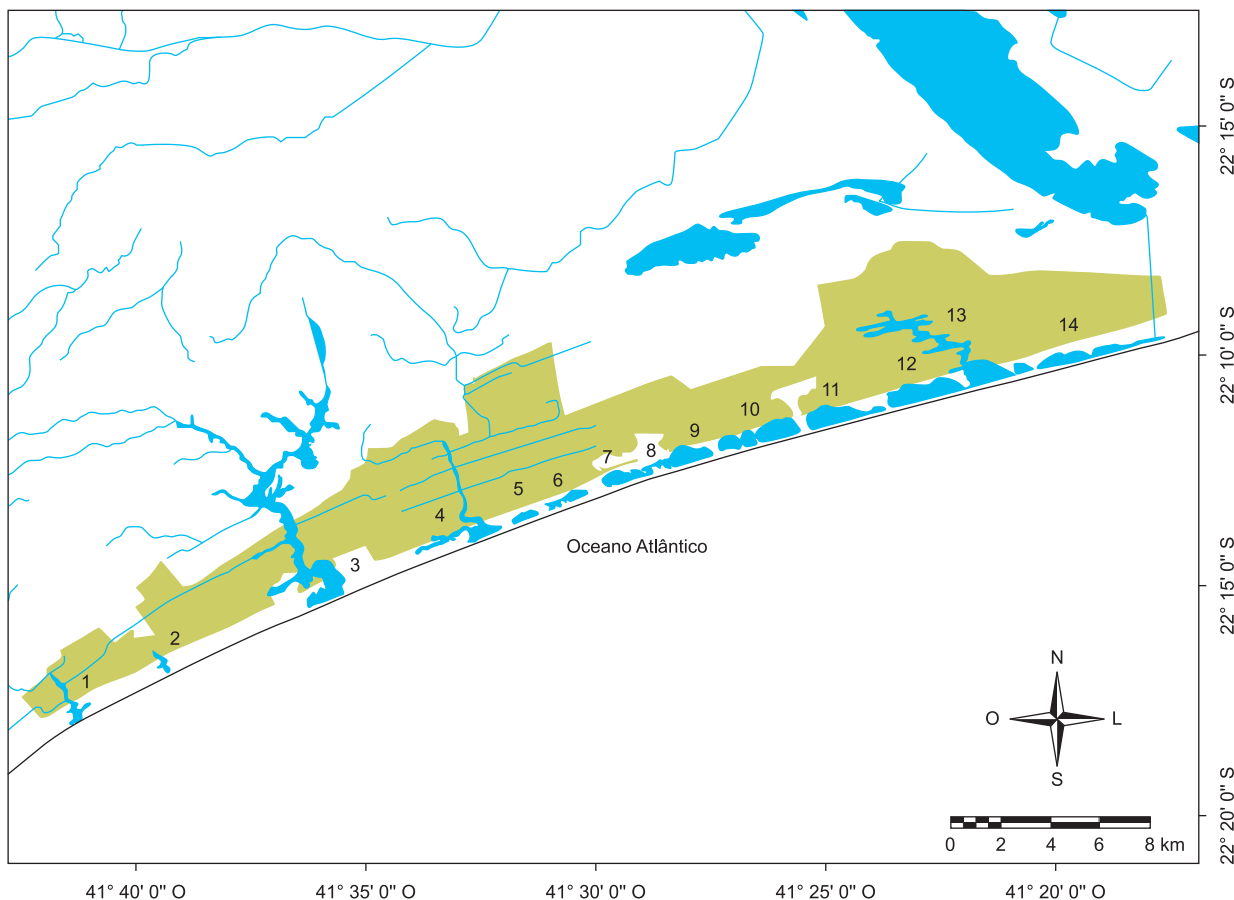 22° 15' 0" S
13
14
22° 10' 0" S
12
11
10
9
8
7
6
5
4
Oceano Atlântico
3
22° 15' 0" S
2
1
N
O L
S
22° 20' 0" S
0 2 4 6 8 km
41° 40' 0" O 41° 35' 0" O 41° 30' 0" O 41° 25' 0" O 41° 20' 0" O